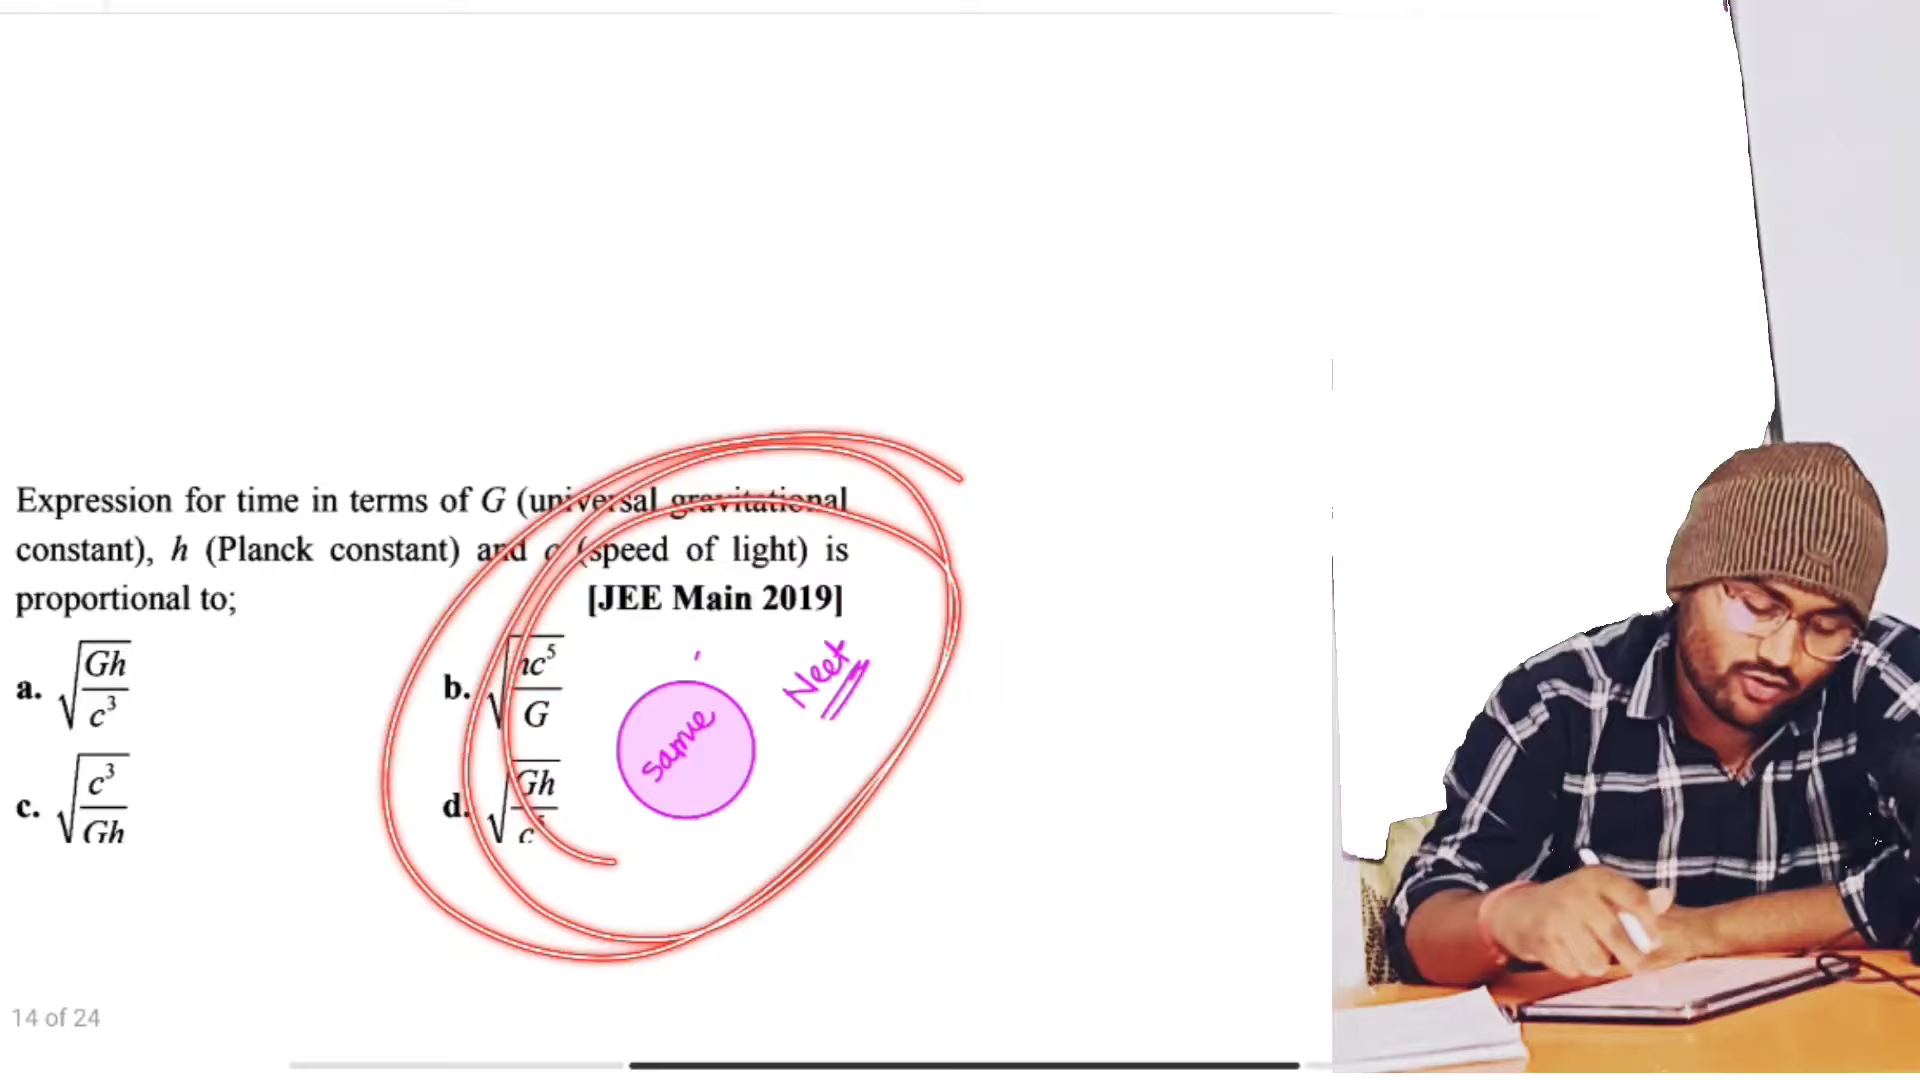 Expression for time in terms of G (universal gravitational
constant), h (Planck constant) and c (speed of light) is
proportional to;
[JEE Main 2019]
a. √(Gh/c³)
b. √(hc⁵/G)
c. √(c³/Gh)
d. √(Gh/c
same
Neet
14 of 24